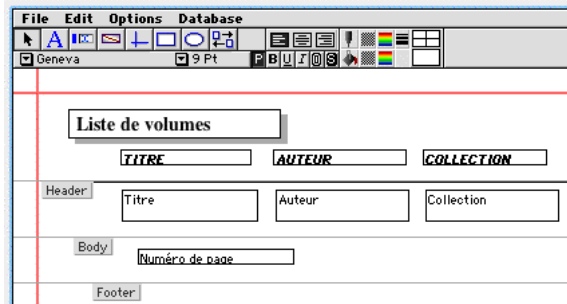 File Edit Options Database
A
Geneva 9 Pt P B U I O S
Liste de volumes
TITRE AUTEUR COLLECTION
Header
Titre Auteur Collection
Body
Numéro de page
Footer